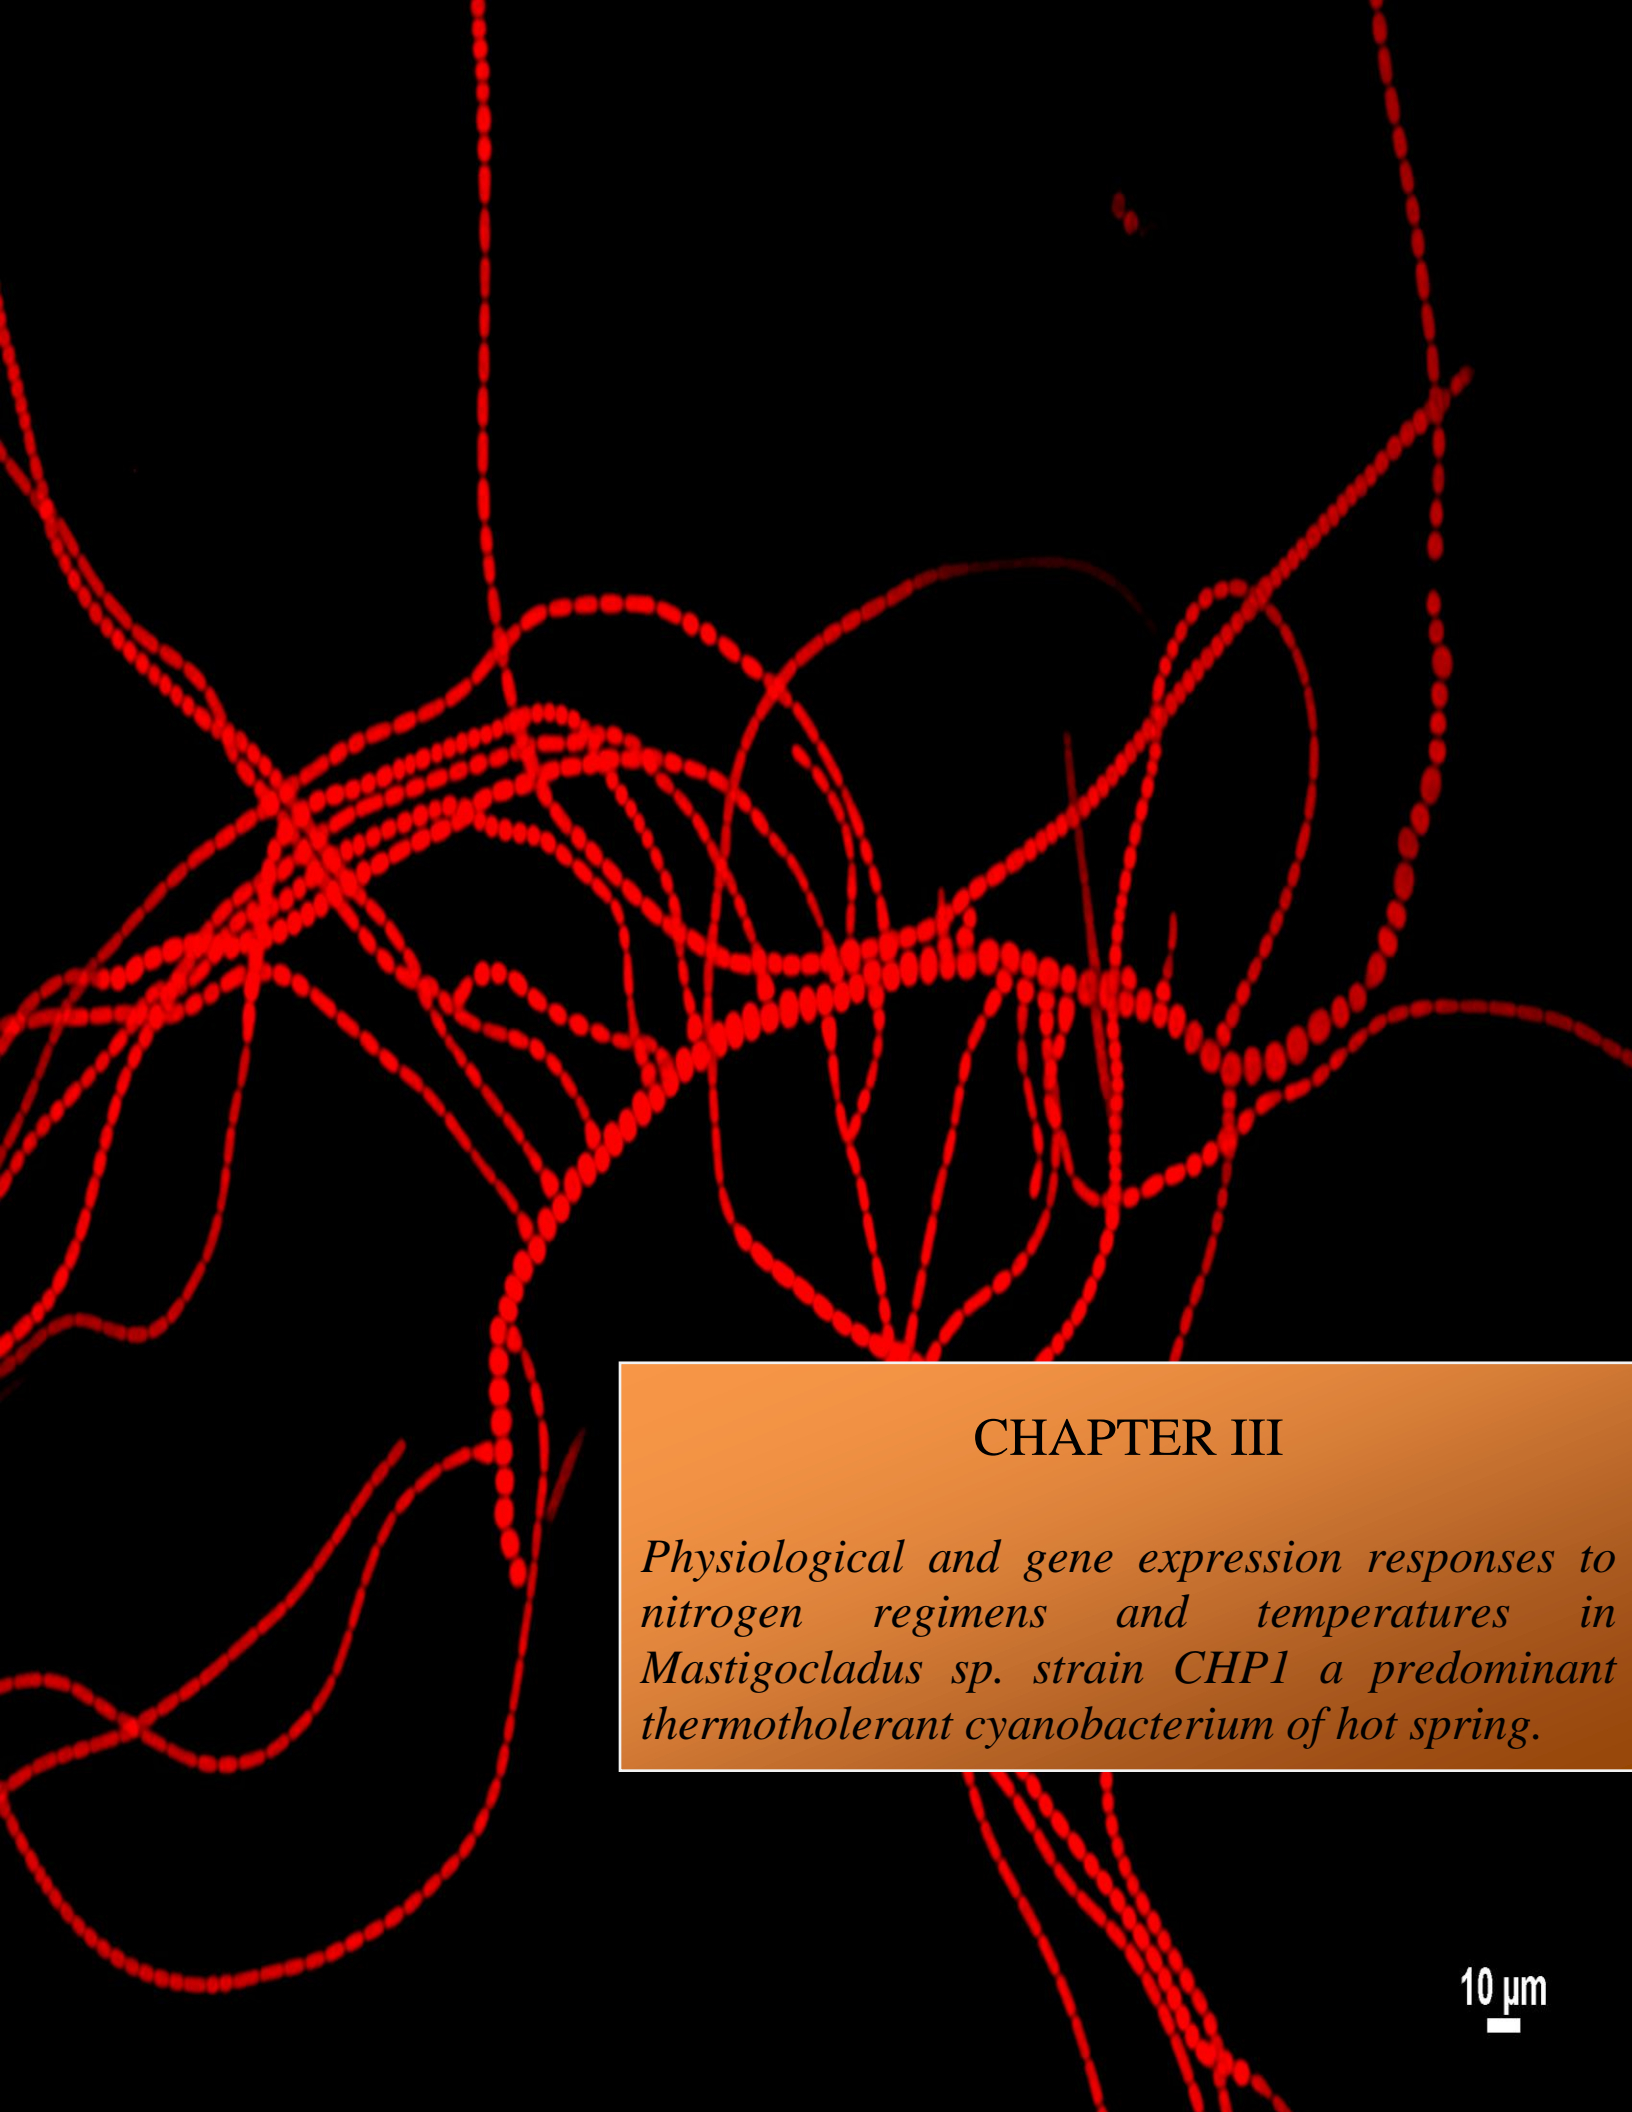 CHAPTER III
Physiological and gene expression responses to
nitrogen regimens and temperatures in
Mastigocladus sp. strain CHP1 a predominant
thermotholerant cyanobacterium of hot spring.
10 µm